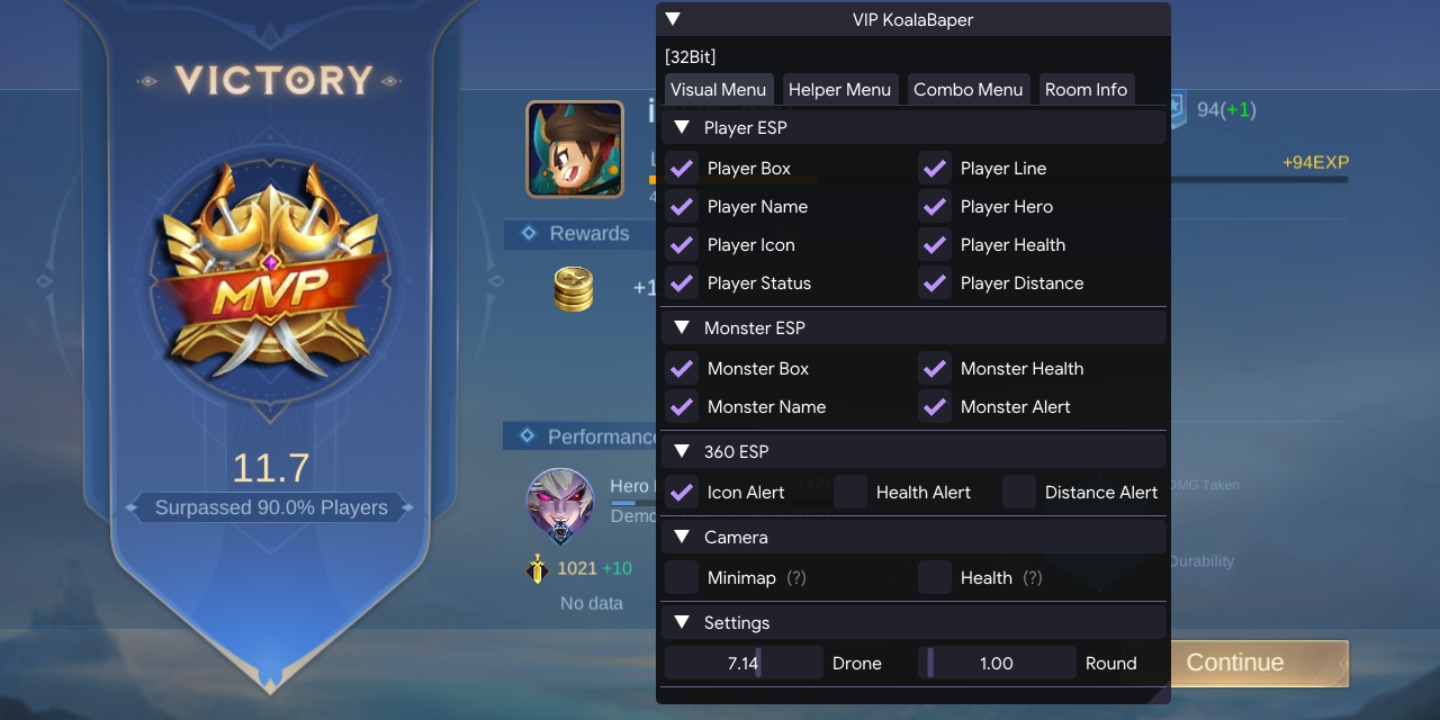 VICTORY
MVP
11.7
Surpassed 90.0% Players
94(+1)
+94EXP
Rewards
Performance
Hero
1021 +10
No data
DMG Taken
Durability
Continue
VIP KoalaBaper
[32Bit]
Visual Menu Helper Menu Combo Menu Room Info
Player ESP
Player Box Player Line
Player Name Player Hero
Player Icon Player Health
Player Status Player Distance
Monster ESP
Monster Box Monster Health
Monster Name Monster Alert
360 ESP
Icon Alert Health Alert Distance Alert
Camera
Minimap (?) Health (?)
Settings
7.14 Drone 1.00 Round